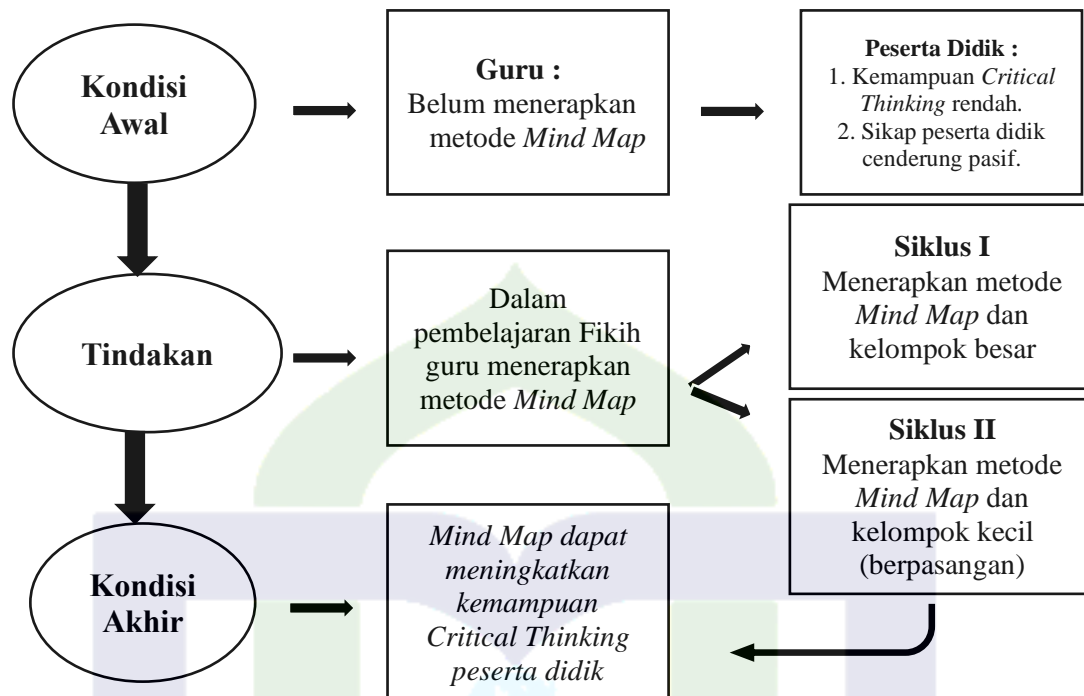 Kondisi
Awal
Guru :
Belum menerapkan
metode Mind Map
Peserta Didik :
1. Kemampuan Critical
Thinking rendah.
2. Sikap peserta didik
cenderung pasif.
Tindakan
Dalam
pembelajaran Fikih
guru menerapkan
metode Mind Map
Siklus I
Menerapkan metode
Mind Map dan
kelompok besar
Siklus II
Menerapkan metode
Mind Map dan
kelompok kecil
(berpasangan)
Kondisi
Akhir
Mind Map dapat
meningkatkan
kemampuan
Critical Thinking
peserta didik